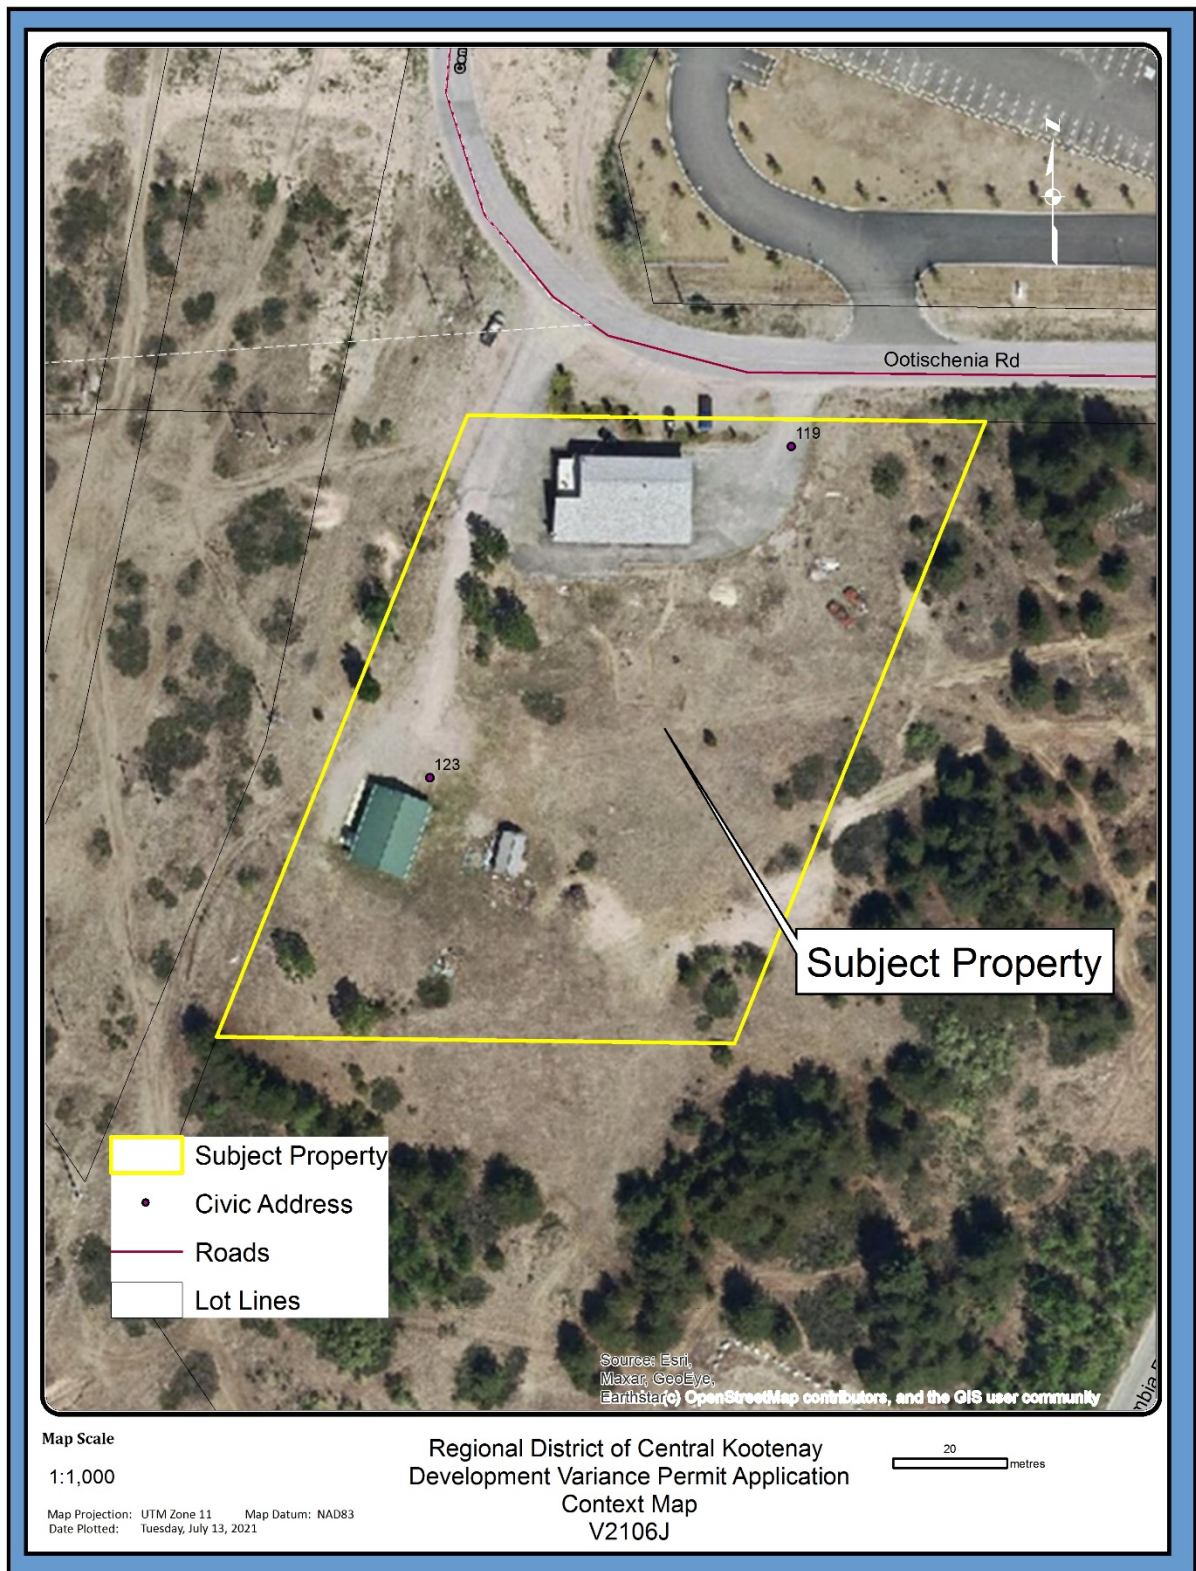 Com
N
Ootischenia Rd
119
123
Subject Property
Subject Property
Civic Address
Roads
Lot Lines
Source: Esri,
Maxar, GeoEye,
Earthstar (c) OpenStreetMap contributors, and the GIS user community
mbia
Map Scale
1:1,000
Map Projection: UTM Zone 11 Map Datum: NAD83
Date Plotted: Tuesday, July 13, 2021
Regional District of Central Kootenay
Development Variance Permit Application
Context Map
V2106J
20
metres